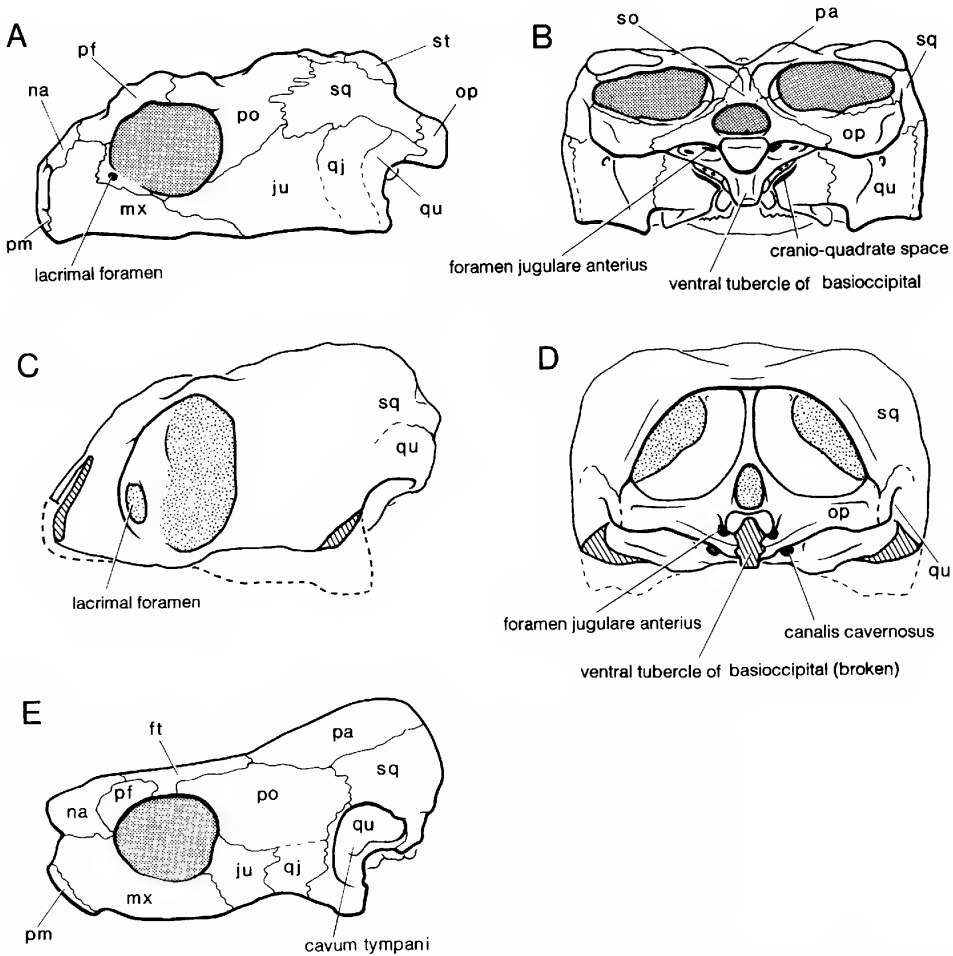 A
pf
st
na
sq
op
po
qj
ju
mx
qu
pm
lacrimal foramen
B
so
pa
sq
op
qu
cranio-quadrate space
foramen jugulare anterius
ventral tubercle of basioccipital
C
sq
qu
lacrimal foramen
D
sq
op
qu
foramen jugulare anterius
canalis cavernosus
ventral tubercle of basioccipital (broken)
E
ft
pa
sq
pf
na
po
qu
ju
qj
mx
pm
cavum tympani